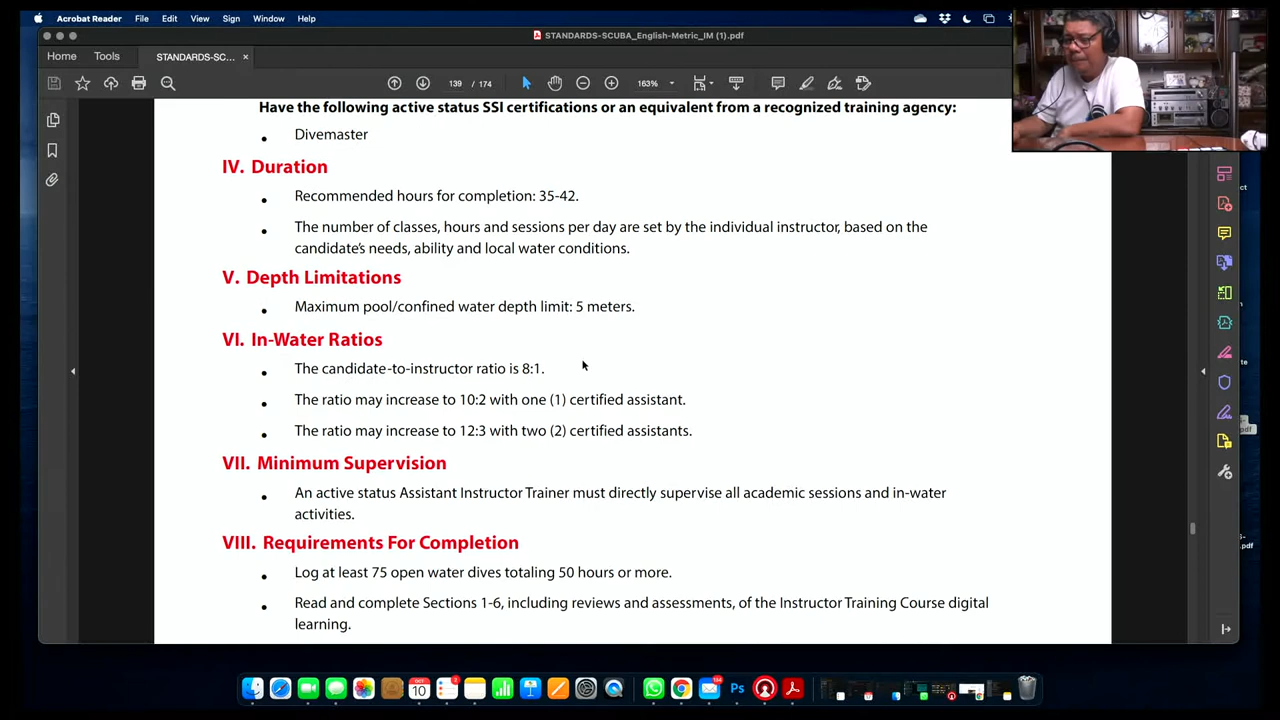 Acrobat Reader File Edit View Sign Window Help
STANDARDS-SCUBA_English-Metric_IM (1).pdf
Home Tools STANDARDS-SC... ×
139 / 174 163%
Have the following active status SSI certifications or an equivalent from a recognized training agency:
• Divemaster
IV. Duration
• Recommended hours for completion: 35-42.
• The number of classes, hours and sessions per day are set by the individual instructor, based on the
candidate's needs, ability and local water conditions.
V. Depth Limitations
• Maximum pool/confined water depth limit: 5 meters.
VI. In-Water Ratios
• The candidate-to-instructor ratio is 8:1.
• The ratio may increase to 10:2 with one (1) certified assistant.
• The ratio may increase to 12:3 with two (2) certified assistants.
VII. Minimum Supervision
• An active status Assistant Instructor Trainer must directly supervise all academic sessions and in-water
activities.
VIII. Requirements For Completion
• Log at least 75 open water dives totaling 50 hours or more.
• Read and complete Sections 1-6, including reviews and assessments, of the Instructor Training Course digital
learning.
OCT
10
Ps